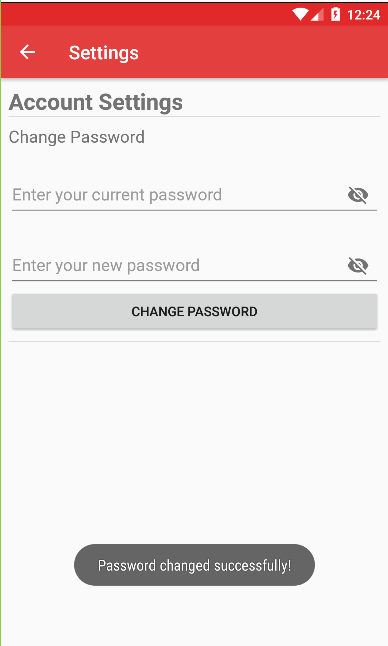 12:24
Settings
Account Settings
Change Password
Enter your current password
Enter your new password
CHANGE PASSWORD
Password changed successfully!